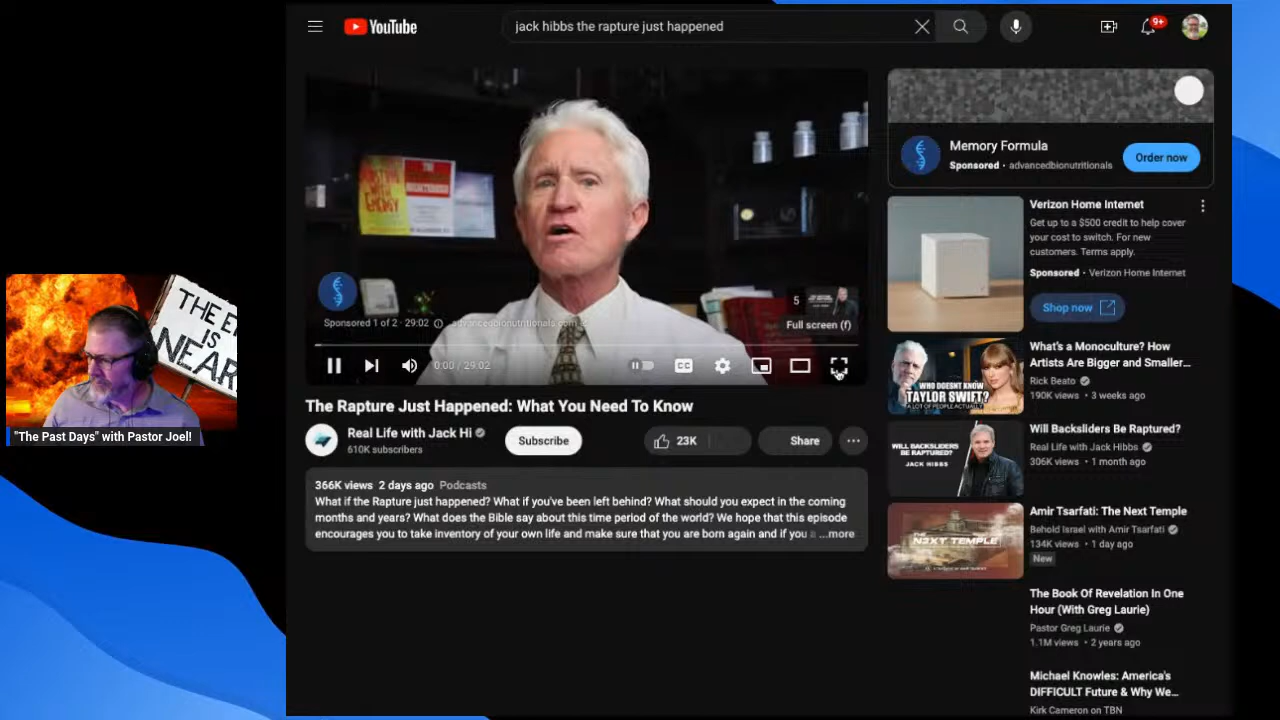 YouTube
jack hibbs the rapture just happened
9+
5
Sponsored 1 of 2 · 29:02
advancedbionutritionals.com
Full screen (f)
0:00 / 29:02
CC
The Rapture Just Happened: What You Need To Know
Real Life with Jack Hi
610K subscribers
Subscribe
23K
Share
366K views 2 days ago Podcasts
What if the Rapture just happened? What if you've been left behind? What should you expect in the coming
months and years? What does the Bible say about this time period of the world? We hope that this episode
encourages you to take inventory of your own life and make sure that you are born again and if you
...more
Memory Formula
Sponsored · advancedbionutritionals
Order now
Verizon Home Internet
Get up to a $500 credit to help cover
your cost to switch. For new
customers. Terms apply.
Sponsored · Verizon Home Internet
Shop now
WHO DOESN'T KNOW
TAYLOR SWIFT?
A LOT OF PEOPLE, ACTUALLY
What's a Monoculture? How
Artists Are Bigger and Smaller...
Rick Beato
190K views · 3 weeks ago
WILL BACKSLIDERS
BE RAPTURED?
JACK HIBBS
Will Backsliders Be Raptured?
Real Life with Jack Hibbs
306K views · 1 month ago
THE
NEXT TEMPLE
Amir Tsarfati: The Next Temple
Behold Israel with Amir Tsarfati
134K views · 1 day ago
New
The Book Of Revelation In One
Hour (With Greg Laurie)
Pastor Greg Laurie
1.1M views · 2 years ago
Michael Knowles: America's
DIFFICULT Future & Why We...
Kirk Cameron on TBN
THE E
IS
NEAR
"The Past Days" with Pastor Joel!